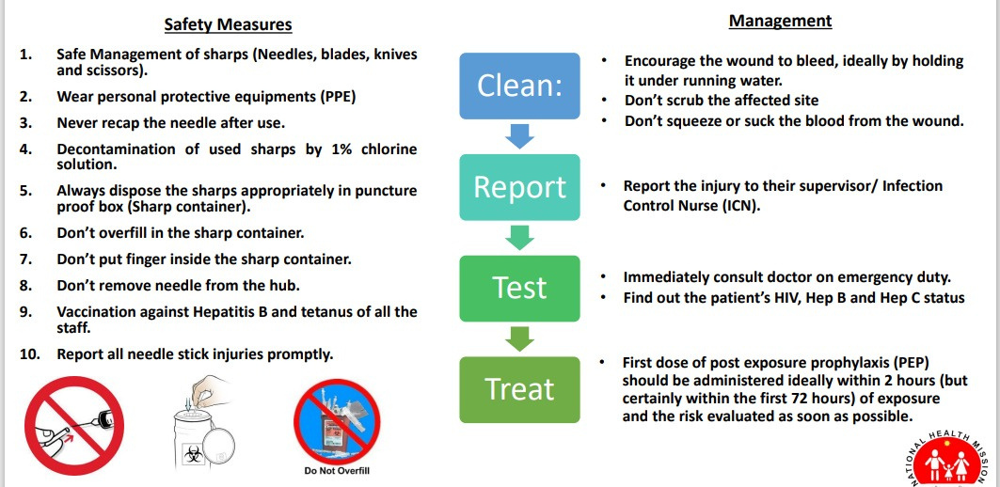 Safety Measures
1. Safe Management of sharps (Needles, blades, knives
and scissors).
2. Wear personal protective equipments (PPE)
3. Never recap the needle after use.
4. Decontamination of used sharps by 1% chlorine
solution.
5. Always dispose the sharps appropriately in puncture
proof box (Sharp container).
6. Don’t overfill in the sharp container.
7. Don’t put finger inside the sharp container.
8. Don’t remove needle from the hub.
9. Vaccination against Hepatitis B and tetanus of all the
staff.
10. Report all needle stick injuries promptly.
Do Not Overfill
Management
Clean:
• Encourage the wound to bleed, ideally by holding
it under running water.
• Don’t scrub the affected site
• Don’t squeeze or suck the blood from the wound.
Report
• Report the injury to their supervisor/ Infection
Control Nurse (ICN).
Test
• Immediately consult doctor on emergency duty.
• Find out the patient’s HIV, Hep B and Hep C status
Treat
• First dose of post exposure prophylaxis (PEP)
should be administered ideally within 2 hours (but
certainly within the first 72 hours) of exposure
and the risk evaluated as soon as possible.
NATIONAL HEALTH MISSION